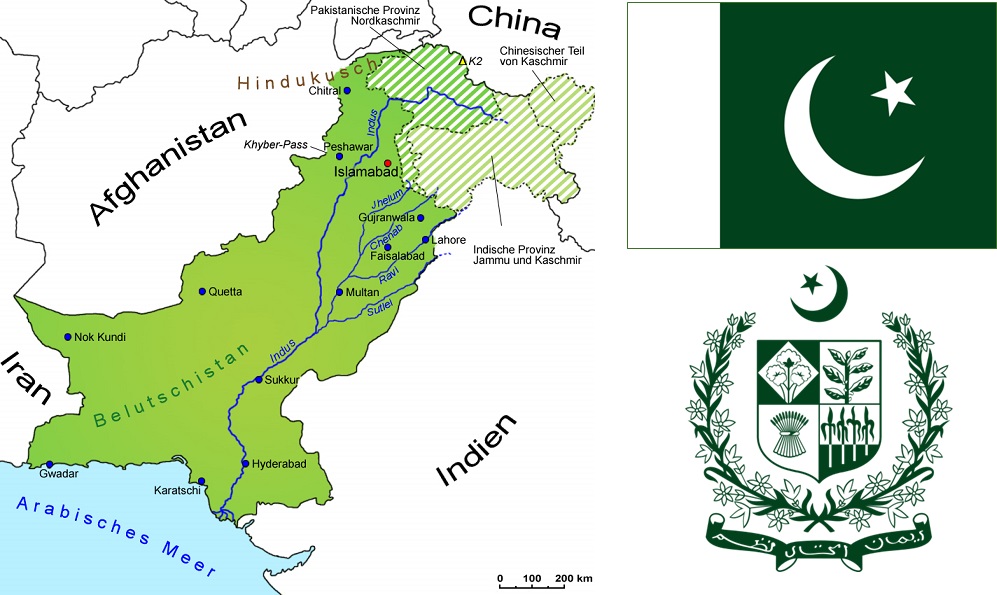 Pakistanische Provinz
Nordkaschmir
China
Δ K2
Chinesischer Teil
von Kaschmir
Hindukusch
Chitral
Indus
Afghanistan
Khyber-Pass
Peshawar
Islamabad
Jhelum
Gujranwala
Chenab
Lahore
Faisalabad
Indische Provinz
Jammu und Kaschmir
Ravi
Quetta
Multan
Sutlej
Nok Kundi
Indus
Iran
Belutschistan
Sukkur
Indien
Hyderabad
Gwadar
Karatschi
Arabisches Meer
0 100 200 km
ایمان اتحاد نظم